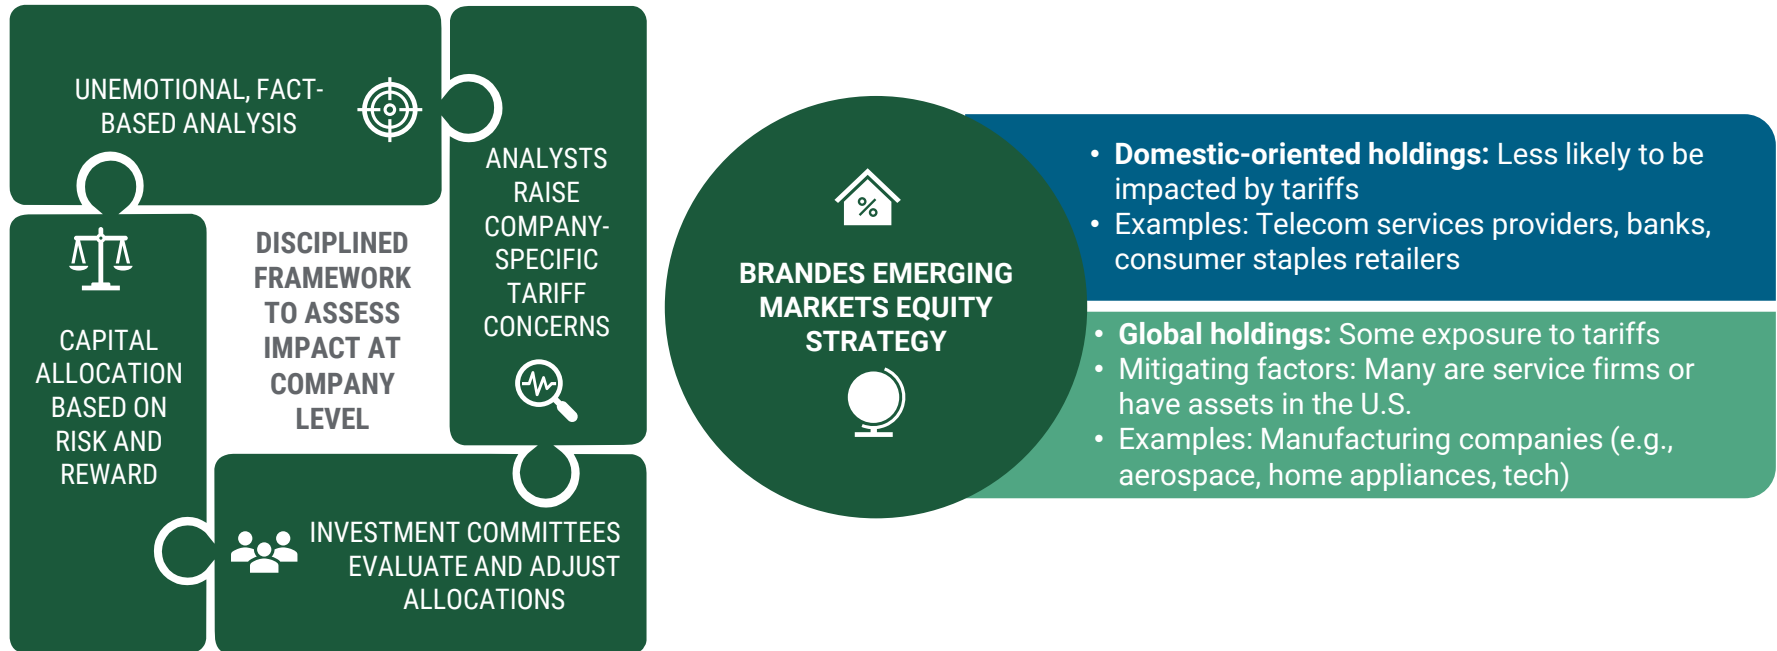 UNEMOTIONAL, FACT-
BASED ANALYSIS
ANALYSTS
RAISE
COMPANY-
SPECIFIC
TARIFF
CONCERNS
DISCIPLINED
FRAMEWORK
TO ASSESS
IMPACT AT
COMPANY
LEVEL
CAPITAL
ALLOCATION
BASED ON
RISK AND
REWARD
INVESTMENT COMMITTEES
EVALUATE AND ADJUST
ALLOCATIONS
%
BRANDES EMERGING
MARKETS EQUITY
STRATEGY
• Domestic-oriented holdings: Less likely to be
impacted by tariffs
• Examples: Telecom services providers, banks,
consumer staples retailers
• Global holdings: Some exposure to tariffs
• Mitigating factors: Many are service firms or
have assets in the U.S.
• Examples: Manufacturing companies (e.g.,
aerospace, home appliances, tech)